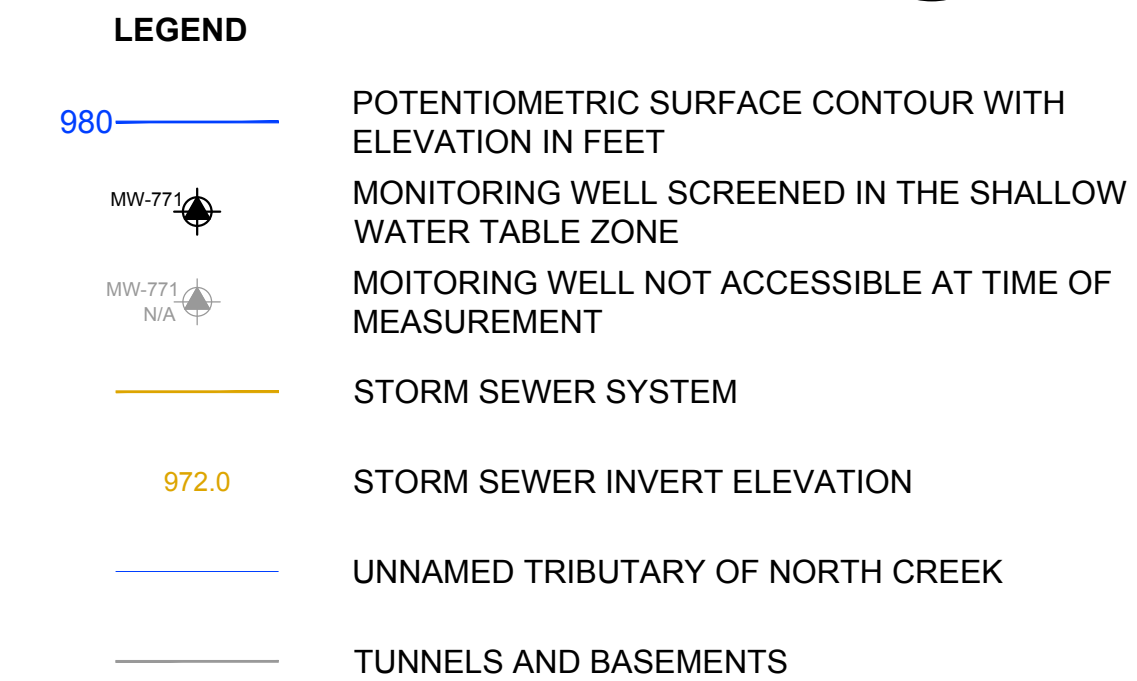 LEGEND
980
POTENTIOMETRIC SURFACE CONTOUR WITH
ELEVATION IN FEET
MW-771
MONITORING WELL SCREENED IN THE SHALLOW
WATER TABLE ZONE
MW-771
N/A
MOITORING WELL NOT ACCESSIBLE AT TIME OF
MEASUREMENT
STORM SEWER SYSTEM
972.0
STORM SEWER INVERT ELEVATION
UNNAMED TRIBUTARY OF NORTH CREEK
TUNNELS AND BASEMENTS